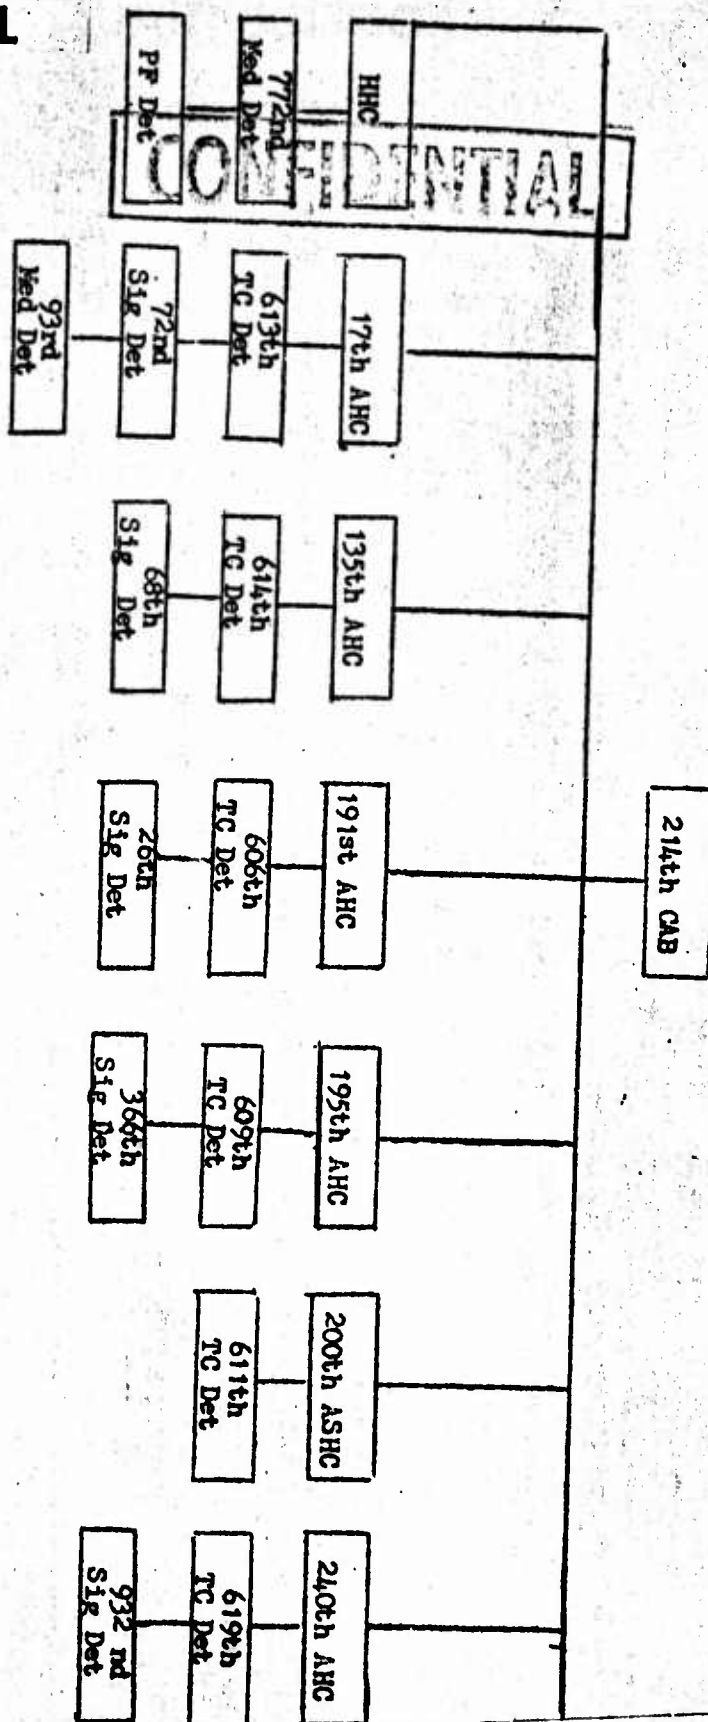 214th CAB
HHC
772nd
Med Det
PF Det
CONFIDENTIAL
17th AHC
613th
TC Det
72nd
Sig Det
93rd
Med Det
135th AHC
614th
TC Det
68th
Sig Det
191st AHC
606th
TC Det
26th
Sig Det
195th AHC
609th
TC Det
366th
Sig Det
200th ASHC
611th
TC Det
240th AHC
619th
TC Det
932 nd
Sig Det